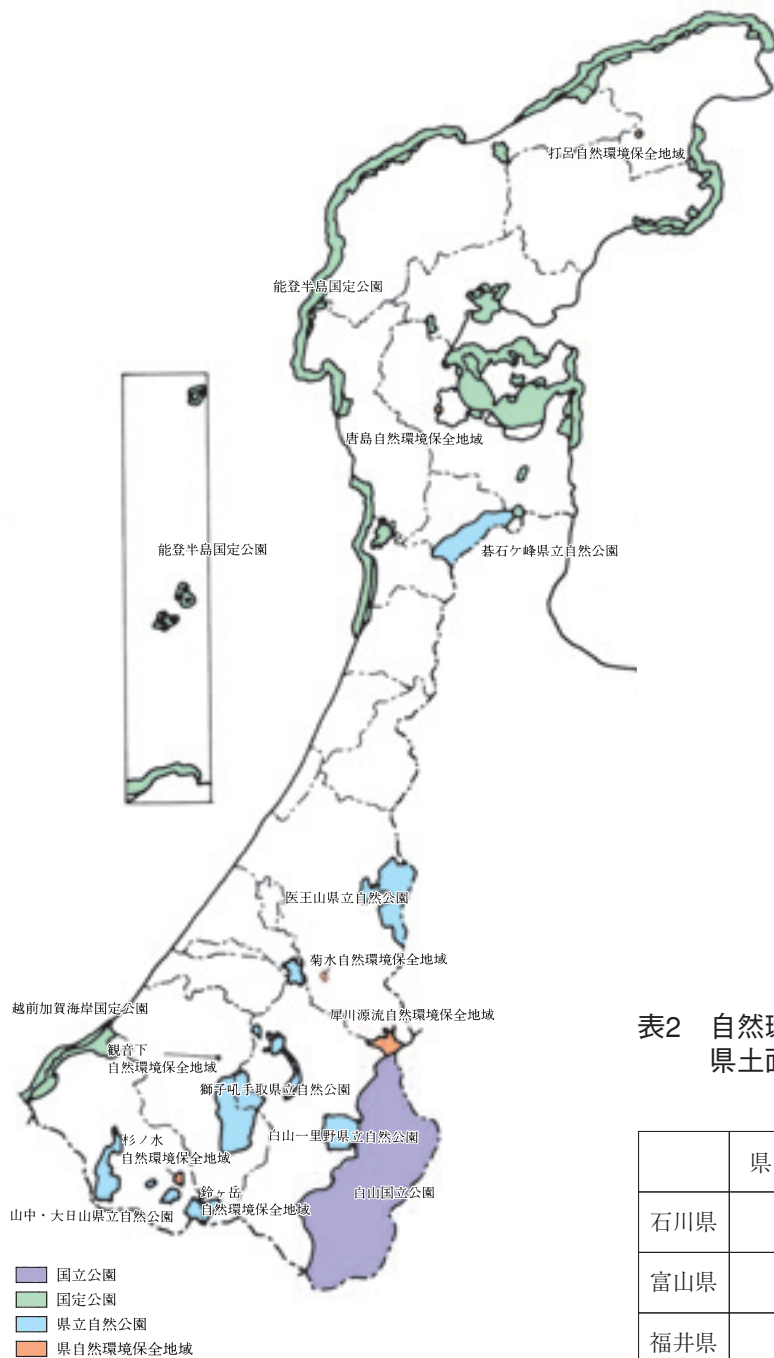 打呂自然環境保全地域
能登半島国定公園
唐島自然環境保全地域
能登半島国定公園
碁石ケ峰県立自然公園
医王山県立自然公園
菊水自然環境保全地域
越前加賀海岸国定公園
犀川源流自然環境保全地域
観音下
自然環境保全地域
獅子吼手取県立自然公園
杉ノ水
自然環境保全地域
白山一里野県立自然公園
鈴ヶ岳
自然環境保全地域
白山国立公園
山中・大日山県立自然公園
国立公園
国定公園
県立自然公園
県自然環境保全地域
表2 自然環
県土面
県
石川県
富山県
福井県